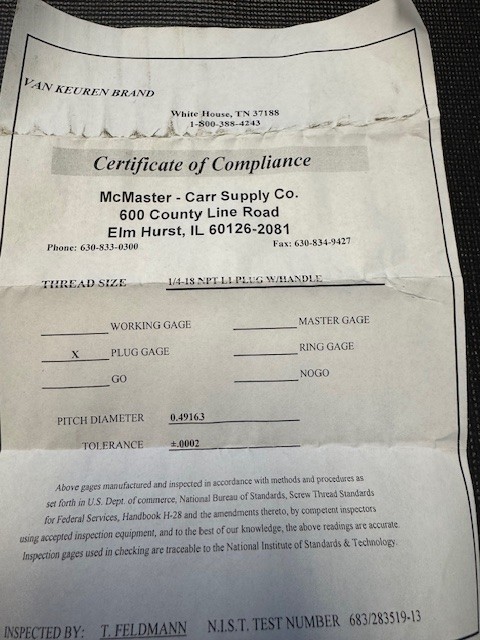 VAN KEUREN BRAND
White House, TN 37188
1-800-388-4243
Certificate of Compliance
McMaster - Carr Supply Co.
600 County Line Road
Elm Hurst, IL 60126-2081
Phone: 630-833-0300 Fax: 630-834-9427
THREAD SIZE 1/4-18 NPT L1 PLUG W/HANDLE
WORKING GAGE MASTER GAGE
X PLUG GAGE RING GAGE
GO NOGO
PITCH DIAMETER 0.49163
TOLERANCE ±.0002
Above gages manufactured and inspected in accordance with methods and procedures as
set forth in U.S. Dept. of commerce, National Bureau of Standards, Screw Thread Standards
for Federal Services, Handbook H-28 and the amendments thereto, by competent inspectors
using accepted inspection equipment, and to the best of our knowledge, the above readings are accurate.
Inspection gages used in checking are traceable to the National Institute of Standards & Technology.
INSPECTED BY: T. FELDMANN N.I.S.T. TEST NUMBER 683/283519-13